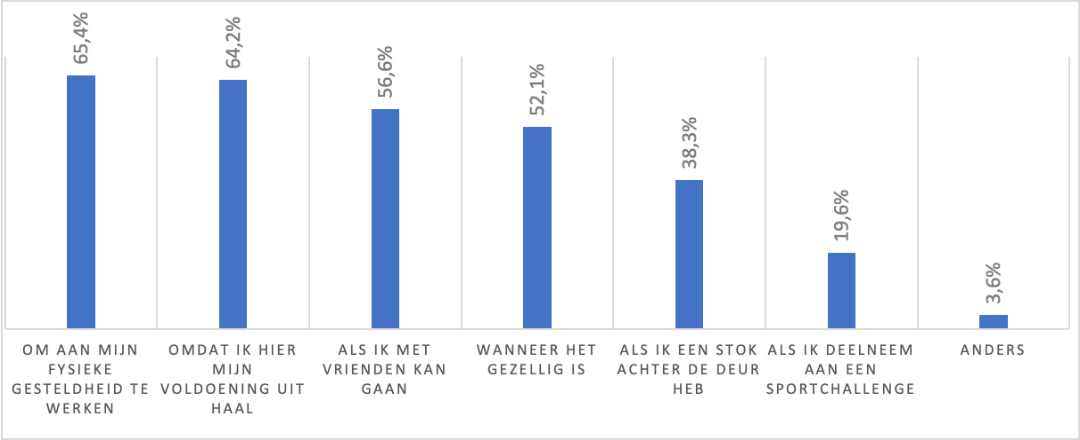 65,4%
64,2%
56,6%
52,1%
38,3%
19,6%
3,6%
OM AAN MIJN
FYSIEKE
GESTELDHEID TE
WERKEN
OMDAT IK HIER
MIJN
VOLDOENING UIT
HAAL
ALS IK MET
VRIENDEN KAN
GAAN
WANNEER HET
GEZELLIG IS
ALS IK EEN STOK
ACHTER DE DEUR
HEB
ALS IK DEELNEEM
AAN EEN
SPORTCHALLENGE
ANDERS